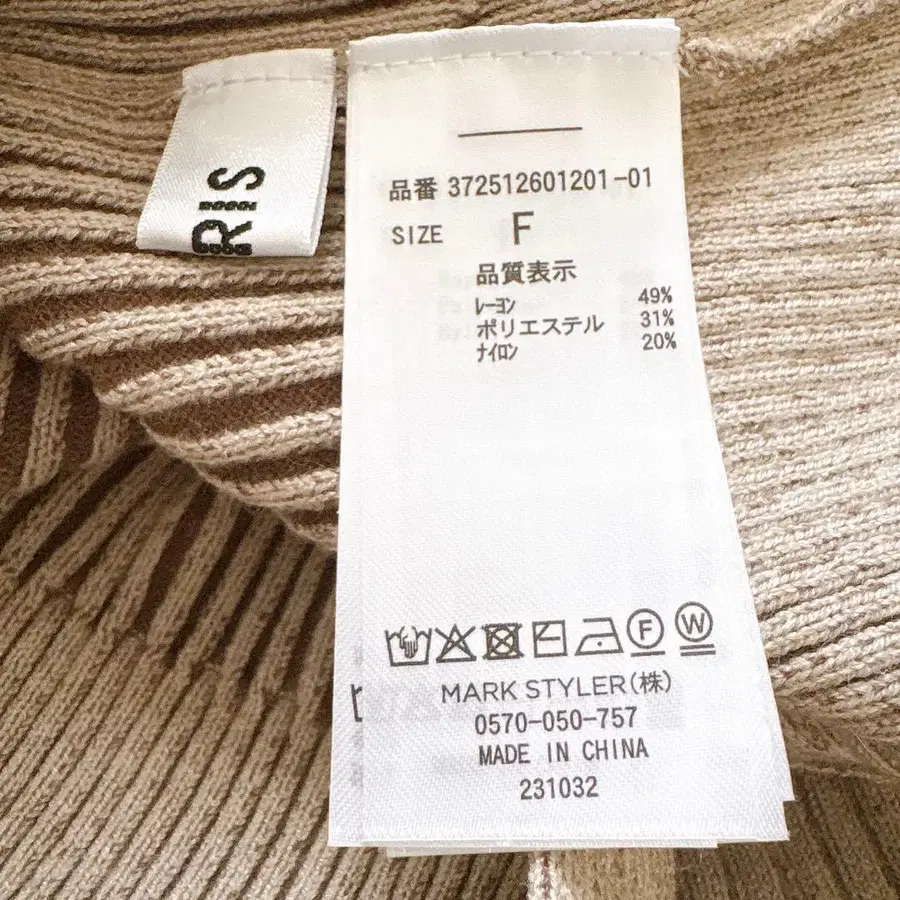 RIS
品番 372512601201-01
SIZE F
品質表示
レーヨン 49%
ポリエステル 31%
ナイロン 20%
F W
MARK STYLER(株)
0570-050-757
MADE IN CHINA
231032